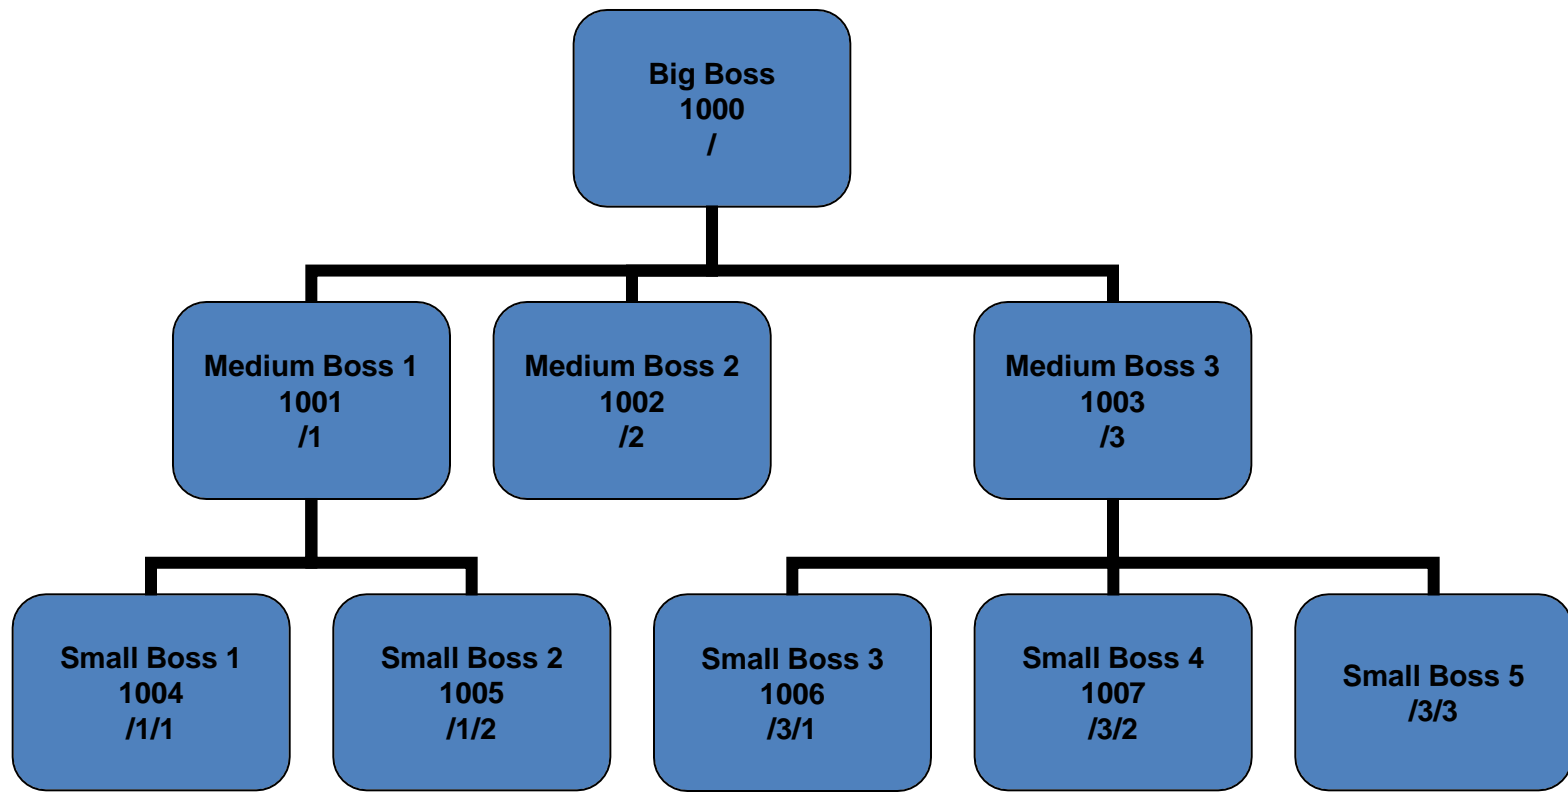 Big Boss
1000
/
Medium Boss 1
1001
/1
Medium Boss 2
1002
/2
Medium Boss 3
1003
/3
Small Boss 1
1004
/1/1
Small Boss 2
1005
/1/2
Small Boss 3
1006
/3/1
Small Boss 4
1007
/3/2
Small Boss 5
/3/3